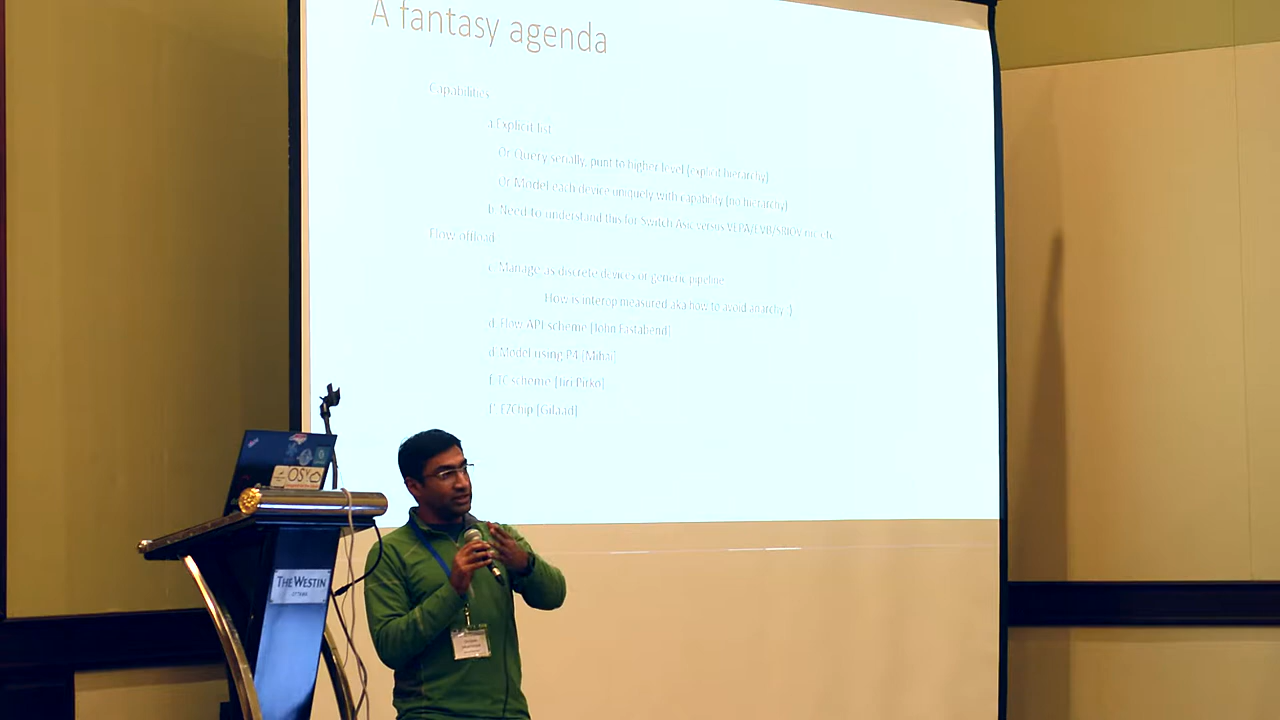 A fantasy agenda
Capabilities
a Explicit list
Or Query serially, punt to higher level (explicit hierarchy)
Or Model each device uniquely with capability (no hierarchy)
b Need to understand this for Switch Asic versus VEPA/EVB/SRIOV nic etc
Flow offload
c Manage as discrete devices or generic pipeline
How is interop measured aka how to avoid anarchy :)
d Flow API scheme [John Fastabend]
d Model using P4 [Mihai]
f TC scheme [Jiri Pirko]
f' EZChip [Gilaad]
THE WESTIN
OTTAWA